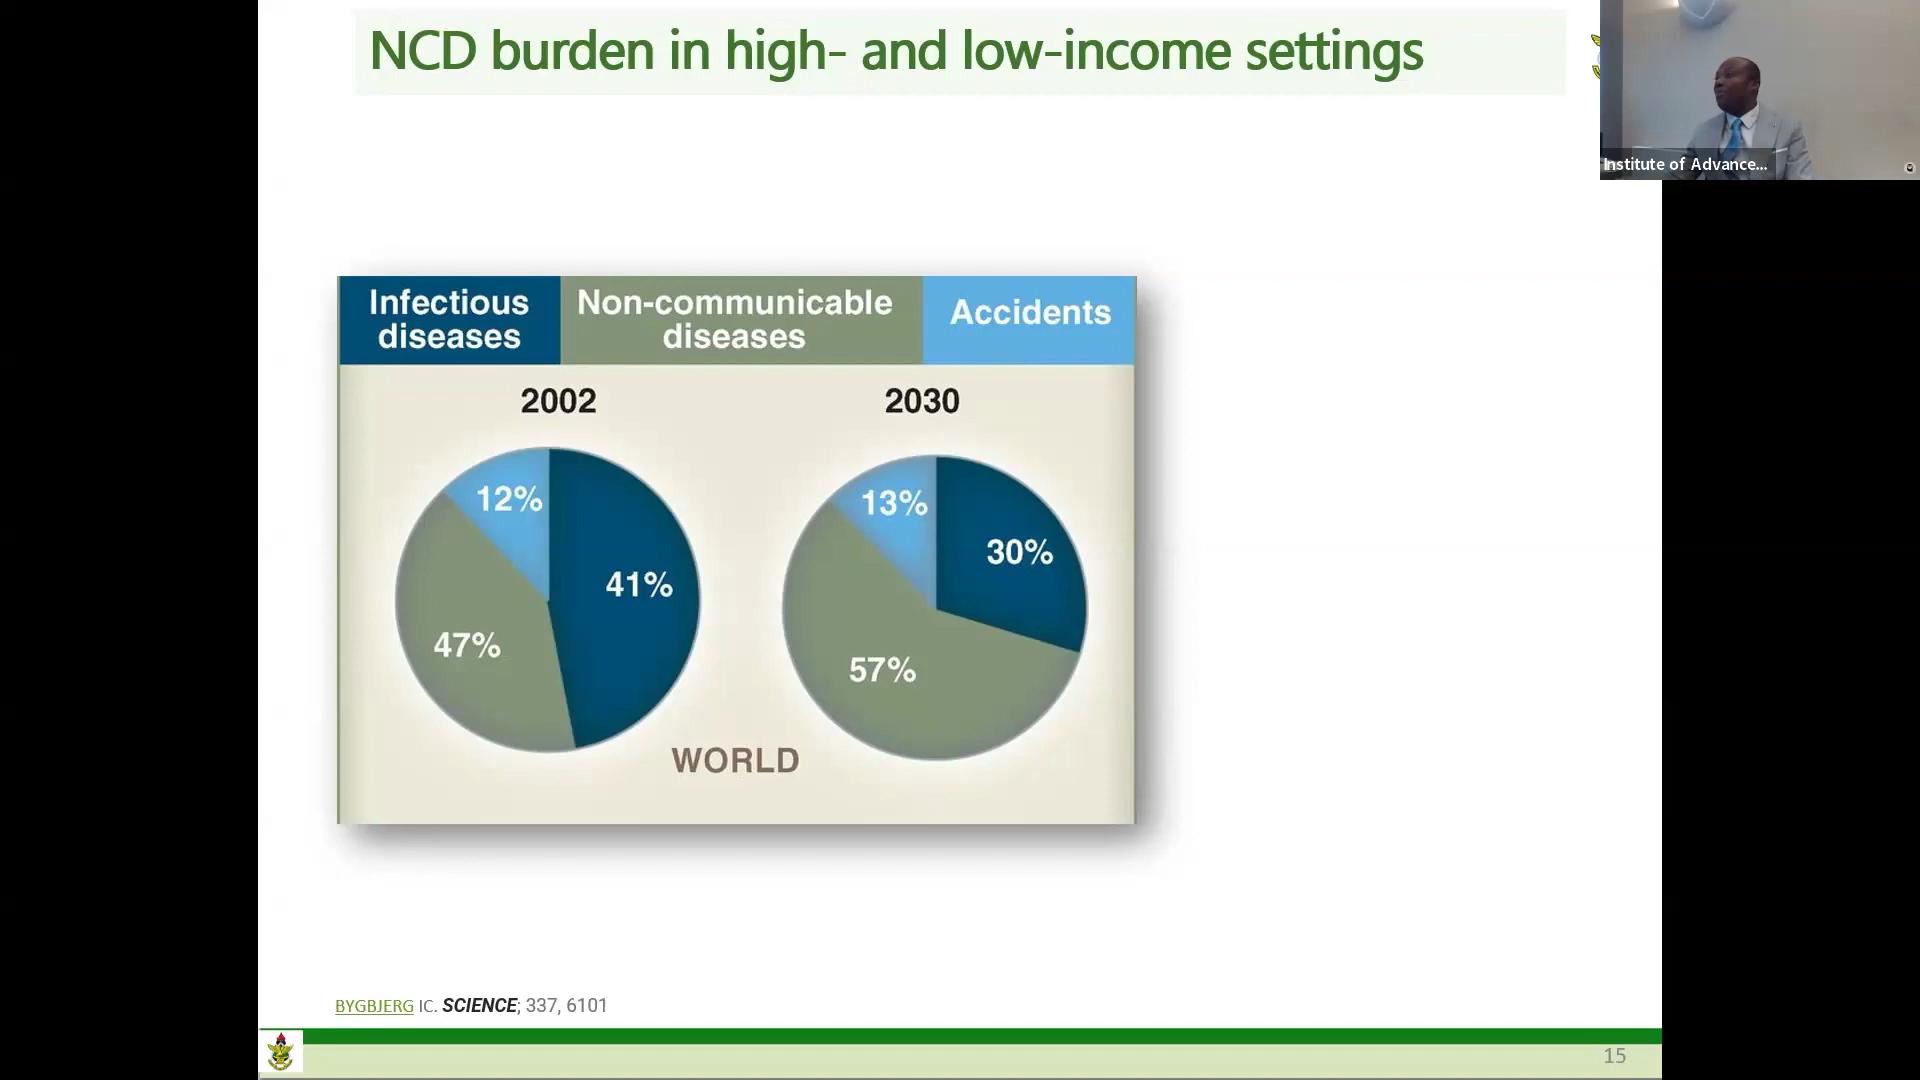 NCD burden in high- and low-income settings
Institute of Advance...
Infectious
diseases
Non-communicable
diseases
Accidents
2002
2030
12%
41%
47%
13%
30%
57%
WORLD
BYGBJERG IC. SCIENCE; 337, 6101
15